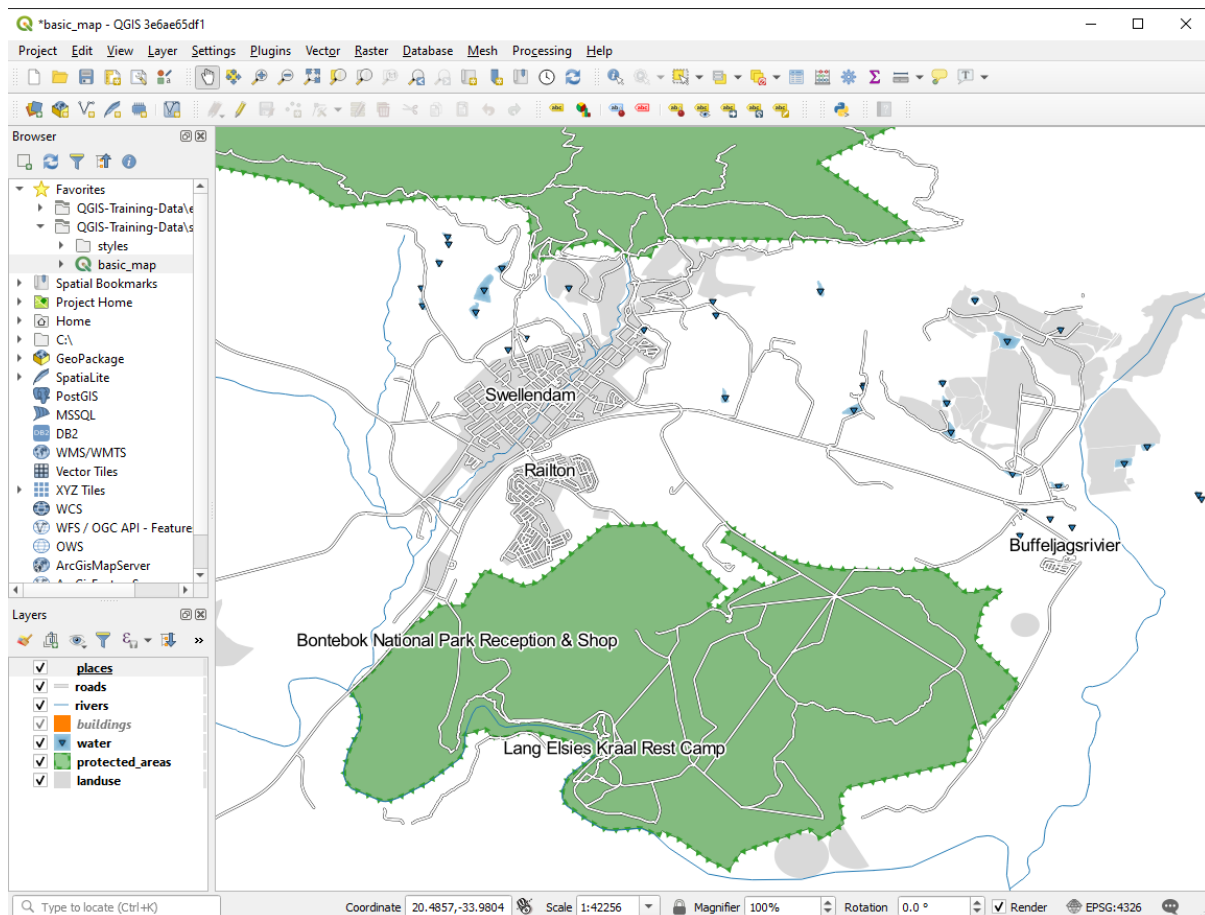 *basic_map - QGIS 3e6ae65df1
Project Edit View Layer Settings Plugins Vector Raster Database Mesh Processing Help
Browser
Favorites
QGIS-Training-Data\e
QGIS-Training-Data\s
styles
basic_map
Spatial Bookmarks
Project Home
Home
C:\
GeoPackage
SpatiaLite
PostGIS
MSSQL
DB2
WMS/WMTS
Vector Tiles
XYZ Tiles
WCS
WFS / OGC API - Feature
OWS
ArcGisMapServer
Layers
places
roads
rivers
buildings
water
protected_areas
landuse
Swellendam
Railton
Buffeljagsrivier
Bontebok National Park Reception & Shop
Lang Elsies Kraal Rest Camp
Type to locate (Ctrl+K) Coordinate 20.4857,-33.9804 Scale 1:42256 Magnifier 100% Rotation 0.0 ° Render EPSG:4326